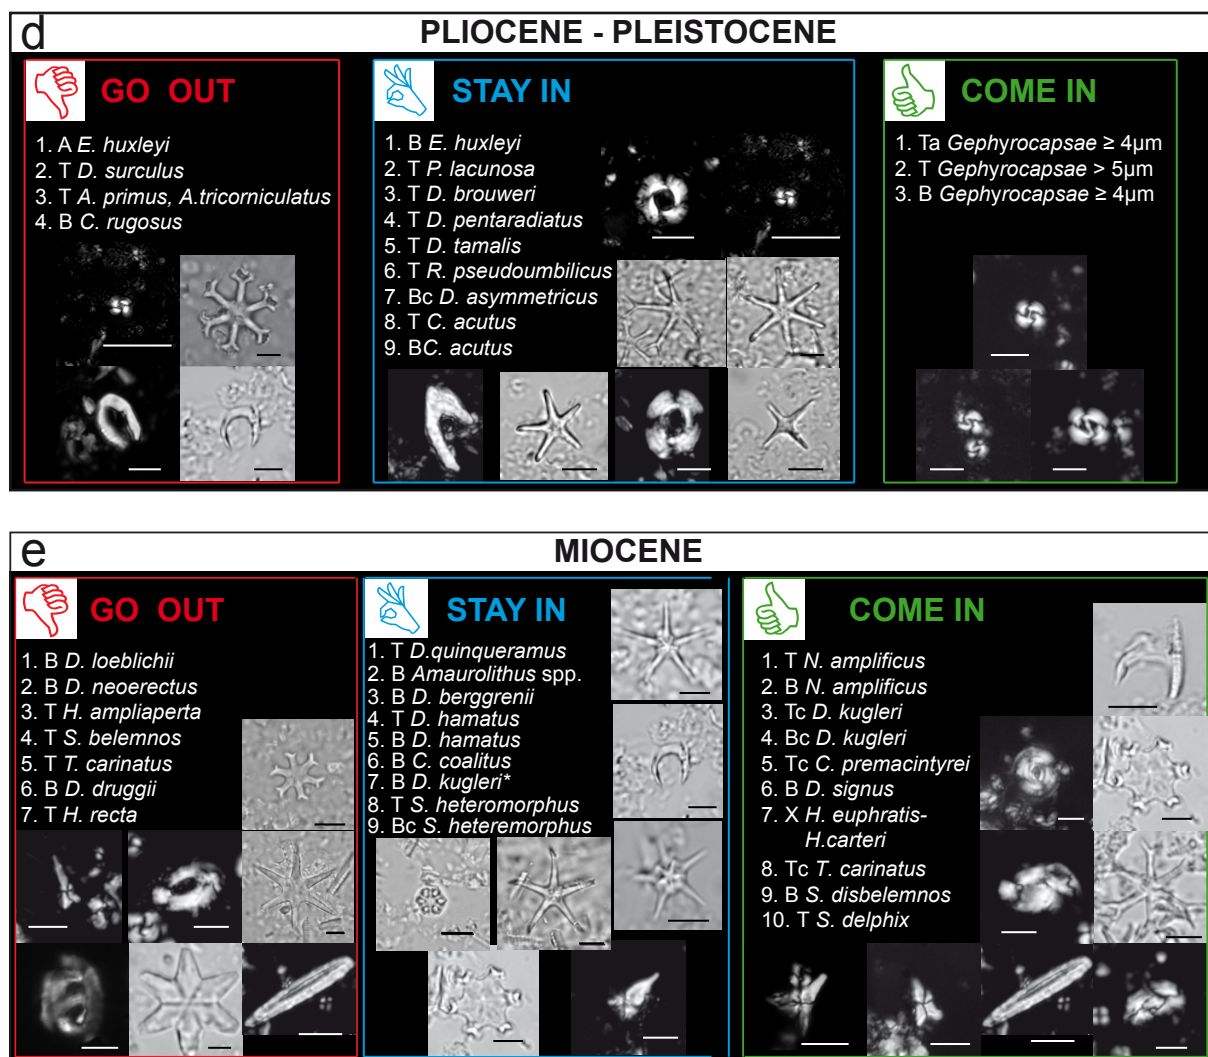 d
PLIOCENE - PLEISTOCENE
GO OUT
1. A E. huxleyi
2. T D. surculus
3. T A. primus, A.tricorniculatus
4. B C. rugosus
STAY IN
1. B E. huxleyi
2. T P. lacunosa
3. T D. brouweri
4. T D. pentaradiatus
5. T D. tamalis
6. T R. pseudoumbilicus
7. Bc D. asymmetricus
8. T C. acutus
9. BC. acutus
COME IN
1. Ta Gephyrocapsae ≥ 4µm
2. T Gephyrocapsae > 5µm
3. B Gephyrocapsae ≥ 4µm
e
MIOCENE
GO OUT
1. B D. loeblichii
2. B D. neoerectus
3. T H. ampliaperta
4. T S. belemnos
5. T T. carinatus
6. B D. druggii
7. T H. recta
STAY IN
1. T D.quinqueramus
2. B Amaurolithus spp.
3. B D. berggrenii
4. T D. hamatus
5. B D. hamatus
6. B C. coalitus
7. B D. kugleri*
8. T S. heteromorphus
9. Bc S. heteremorphus
COME IN
1. T N. amplificus
2. B N. amplificus
3. Tc D. kugleri
4. Bc D. kugleri
5. Tc C. premacintyrei
6. B D. signus
7. X H. euphratis-
H.carteri
8. Tc T. carinatus
9. B S. disbelemnos
10. T S. delphix